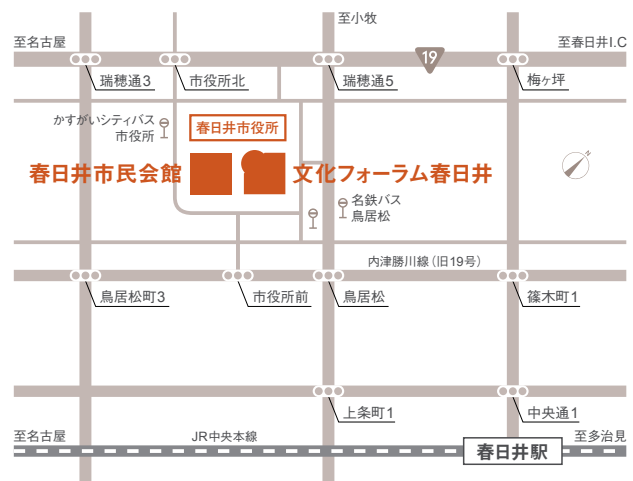 至小牧
至名古屋
19
至春日井I.C
瑞穂通3
市役所北
瑞穂通5
梅ヶ坪
かすがいシティバス
市役所
春日井市役所
N
春日井市民会館
文化フォーラム春日井
名鉄バス
鳥居松
内津勝川線（旧19号）
鳥居松町3
市役所前
鳥居松
篠木町1
上条町1
中央通1
至名古屋
JR中央本線
春日井駅
至多治見